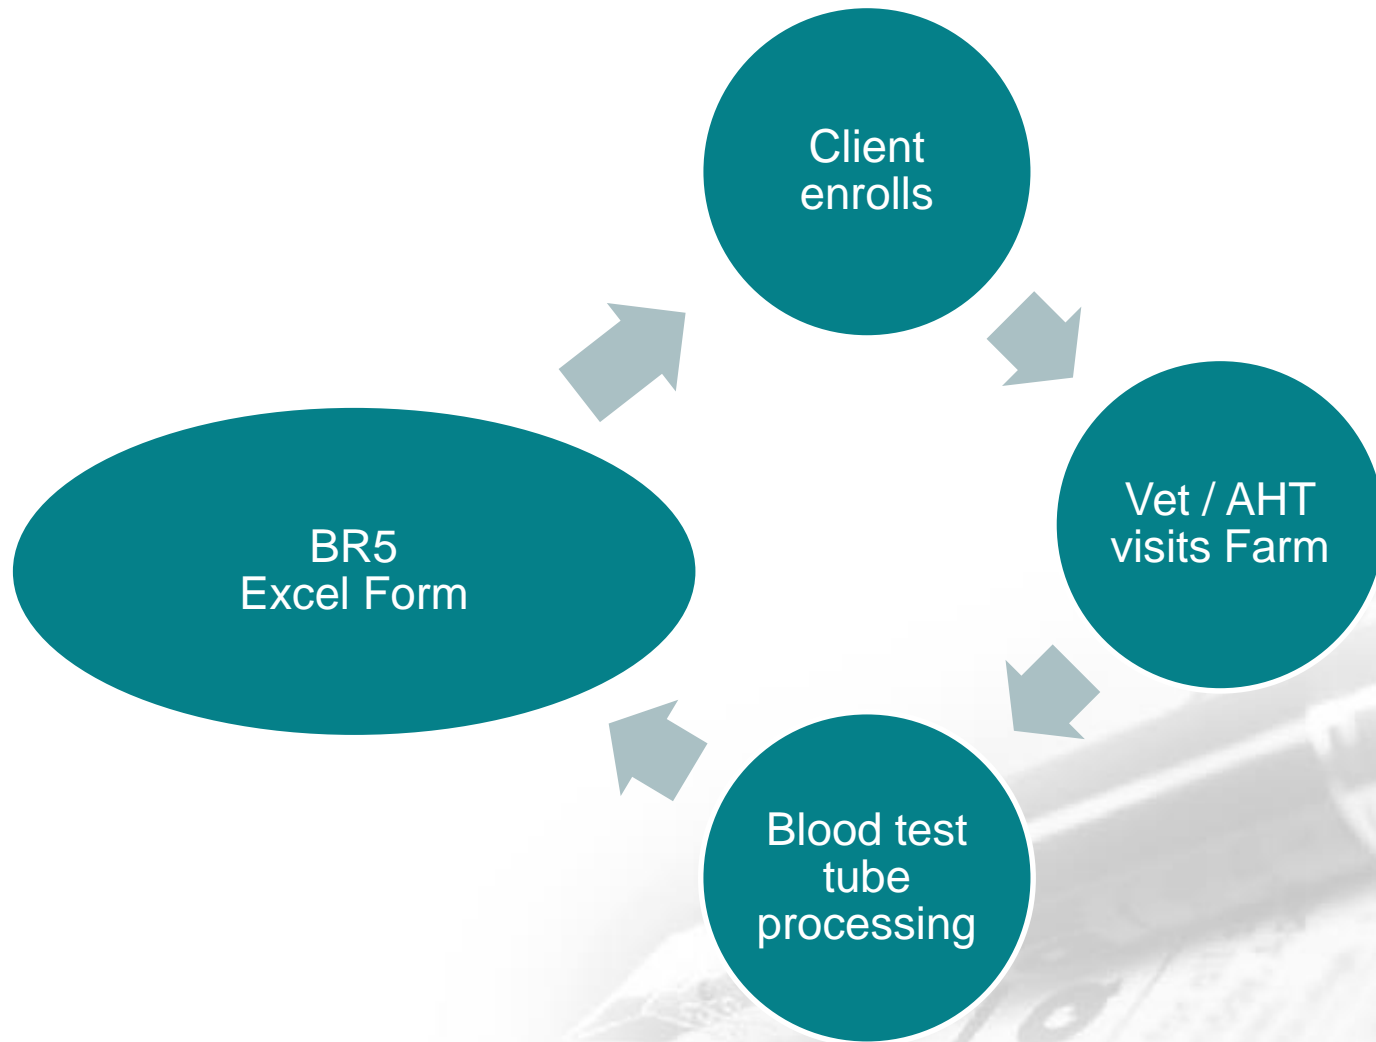 Client
enrolls
Vet / AHT
visits Farm
Blood test
tube
processing
BR5
Excel Form